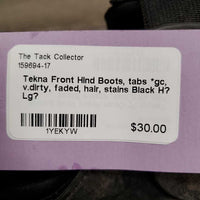 The Tack Collector
159694-17
Tekna Front Hind Boots, tabs *gc,
v.dirty, faded, hair, stains Black H?
Lg?
1YEKYW
$30.00